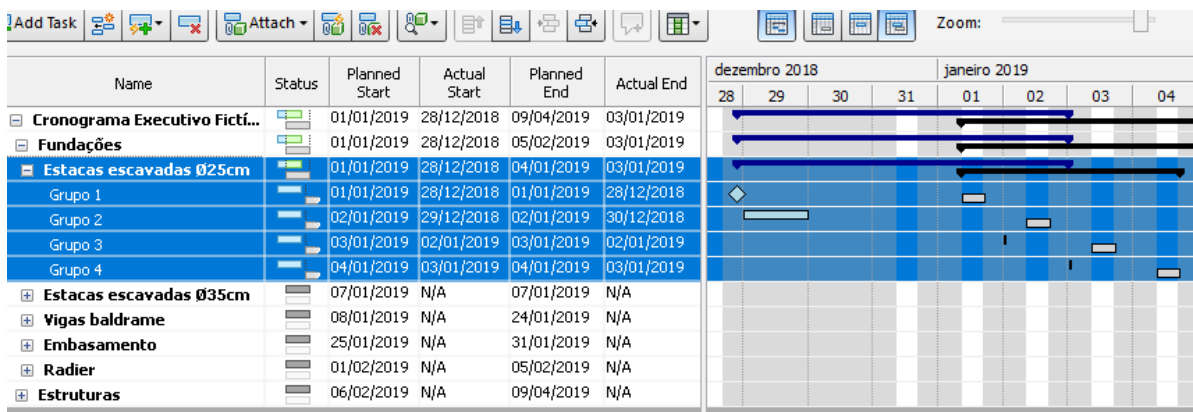 Add Task Attach Zoom:
Name Status Planned Start Actual Start Planned End Actual End dezembro 2018 janeiro 2019
28 29 30 31 01 02 03 04
Cronograma Executivo Fictí... 01/01/2019 28/12/2018 09/04/2019 03/01/2019
Fundações 01/01/2019 28/12/2018 05/02/2019 03/01/2019
Estacas escavadas Ø25cm 01/01/2019 28/12/2018 04/01/2019 03/01/2019
Grupo 1 01/01/2019 28/12/2018 01/01/2019 28/12/2018
Grupo 2 02/01/2019 29/12/2018 02/01/2019 30/12/2018
Grupo 3 03/01/2019 02/01/2019 03/01/2019 02/01/2019
Grupo 4 04/01/2019 03/01/2019 04/01/2019 03/01/2019
Estacas escavadas Ø35cm 07/01/2019 N/A 07/01/2019 N/A
Vigas baldrame 08/01/2019 N/A 24/01/2019 N/A
Embasamento 25/01/2019 N/A 31/01/2019 N/A
Radier 01/02/2019 N/A 05/02/2019 N/A
Estruturas 06/02/2019 N/A 09/04/2019 N/A